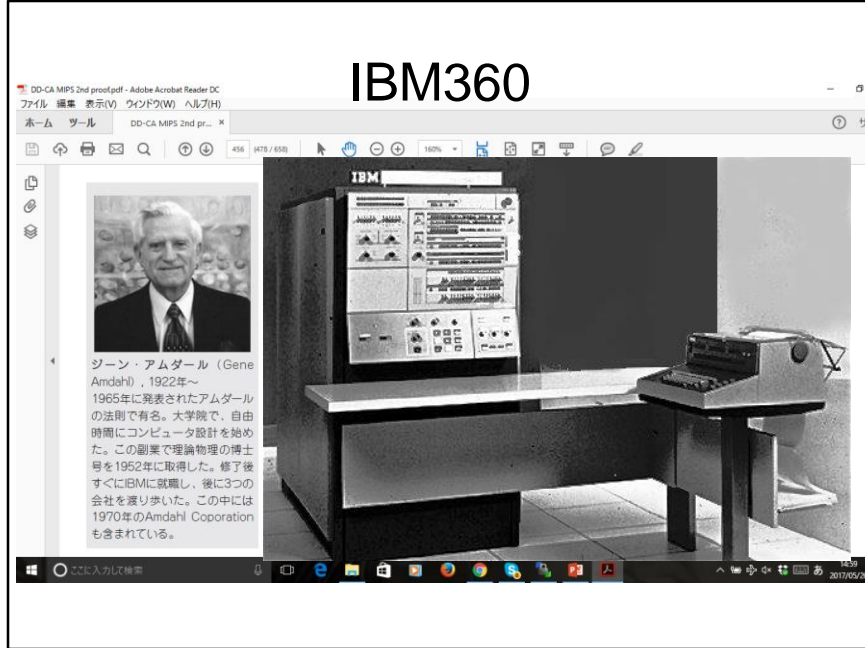 IBM360
DD-CA MIPS 2nd proof.pdf - Adobe Acrobat Reader DC
ファイル 編集 表示(V) ウィンドウ(W) ヘルプ(H)
ホーム ツール DD-CA MIPS 2nd pr... ×
456 (478 / 658) 160%
IBM
ジーン・アムダール（Gene
Amdahl）, 1922年～
1965年に発表されたアムダール
の法則で有名。大学院で、自由
時間にコンピュータ設計を始め
た。この副業で理論物理の博士
号を1952年に取得した。修了後
すぐにIBMに就職し、後に3つの
会社を渡り歩いた。この中には
1970年のAmdahl Coporation
も含まれている。
ここに入力して検索
あ
14:59
2017/05/26